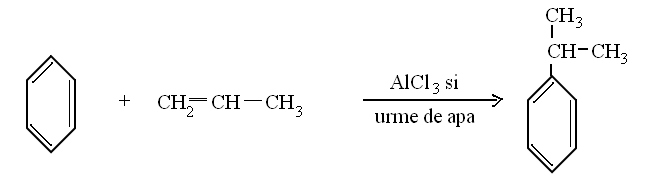 CH3
CH—CH3
+ CH2=CH—CH3
AlCl3 si
urme de apa